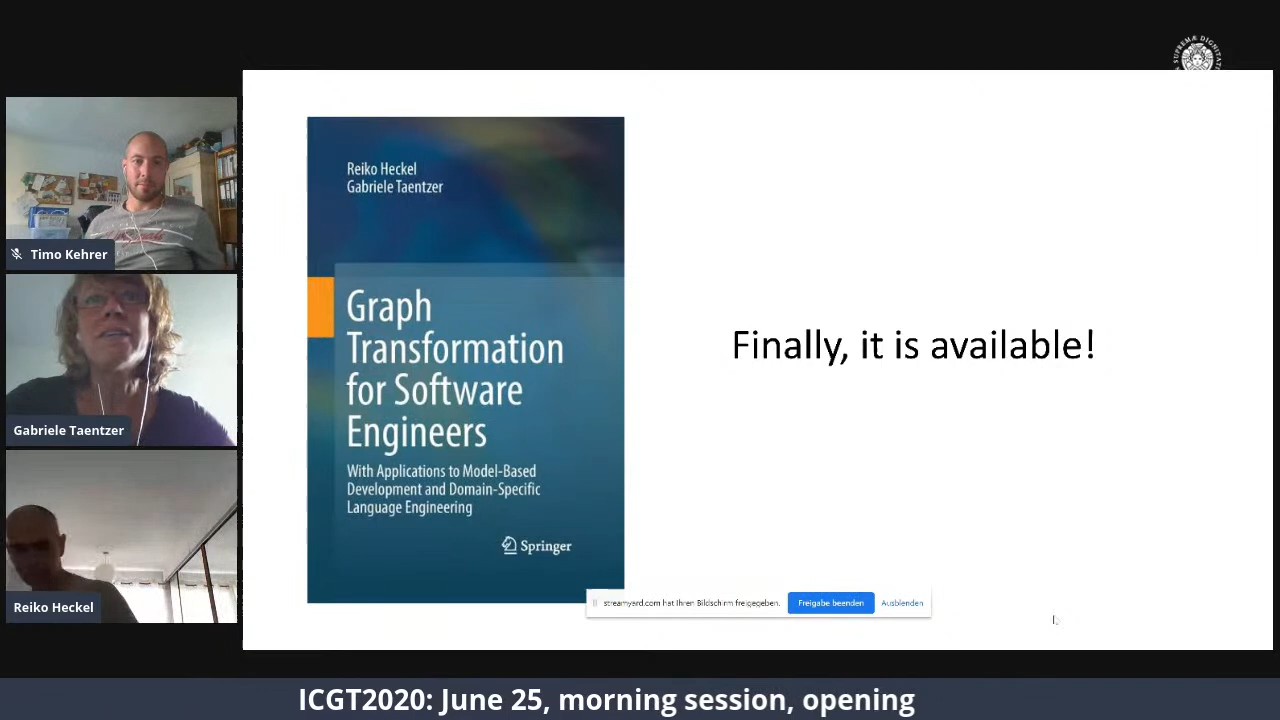 SUPREMÆ DIGNITAT
Timo Kehrer
Gabriele Taentzer
Reiko Heckel
Reiko Heckel
Gabriele Taentzer
Graph
Transformation
for Software
Engineers
With Applications to Model-Based
Development and Domain-Specific
Language Engineering
Springer
Finally, it is available!
streamyard.com hat Ihren Bildschirm freigegeben.
Freigabe beenden
Ausblenden
ICGT2020: June 25, morning session, opening